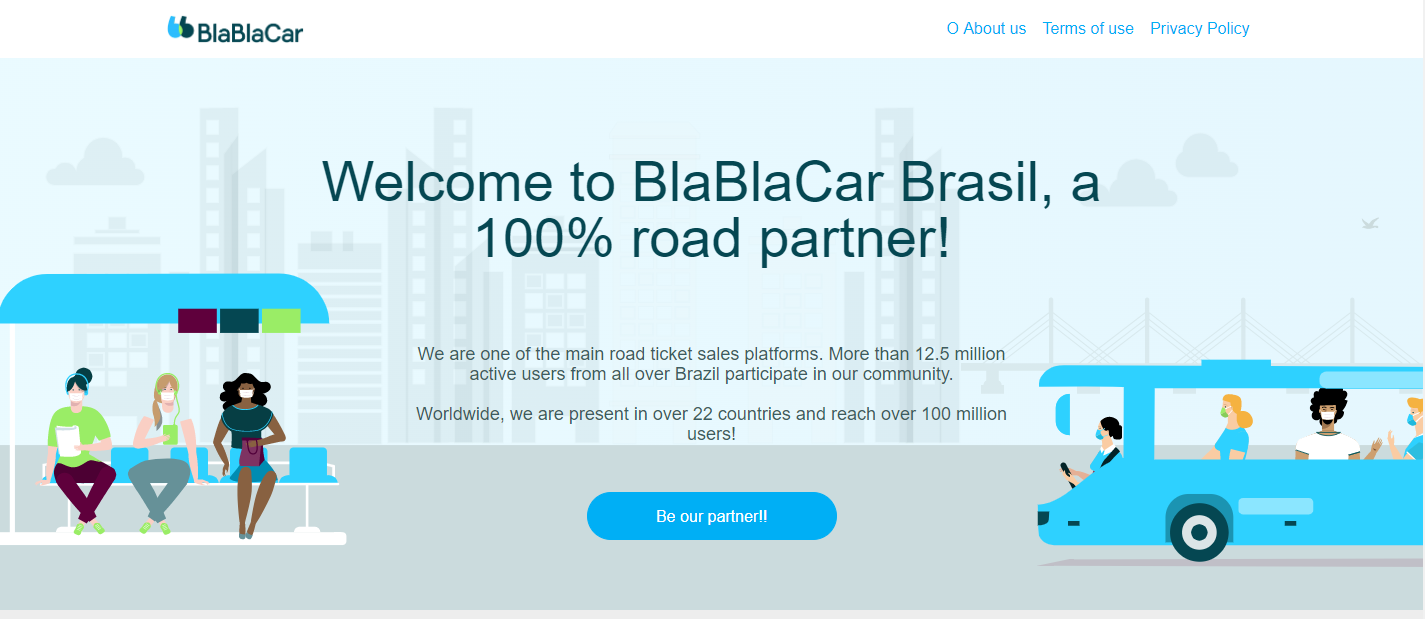 BlaBlaCar
O About us Terms of use Privacy Policy
Welcome to BlaBlaCar Brasil, a
100% road partner!
We are one of the main road ticket sales platforms. More than 12.5 million
active users from all over Brazil participate in our community.
Worldwide, we are present in over 22 countries and reach over 100 million
users!
Be our partner!!